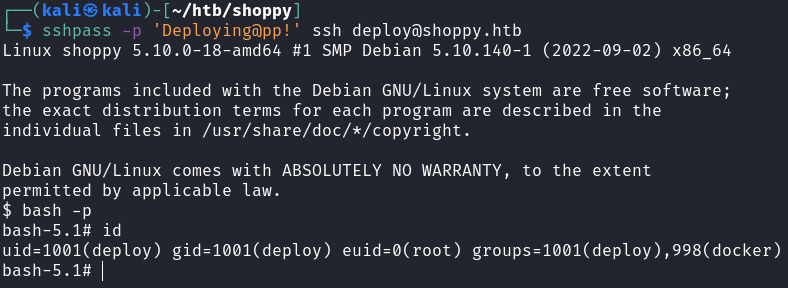 ┌──(kali㉿kali)-[~/htb/shoppy]
└─$ sshpass -p 'Deploying@pp!' ssh deploy@shoppy.htb
Linux shoppy 5.10.0-18-amd64 #1 SMP Debian 5.10.140-1 (2022-09-02) x86_64
The programs included with the Debian GNU/Linux system are free software;
the exact distribution terms for each program are described in the
individual files in /usr/share/doc/*/copyright.
Debian GNU/Linux comes with ABSOLUTELY NO WARRANTY, to the extent
permitted by applicable law.
$ bash -p
bash-5.1# id
uid=1001(deploy) gid=1001(deploy) euid=0(root) groups=1001(deploy),998(docker)
bash-5.1#